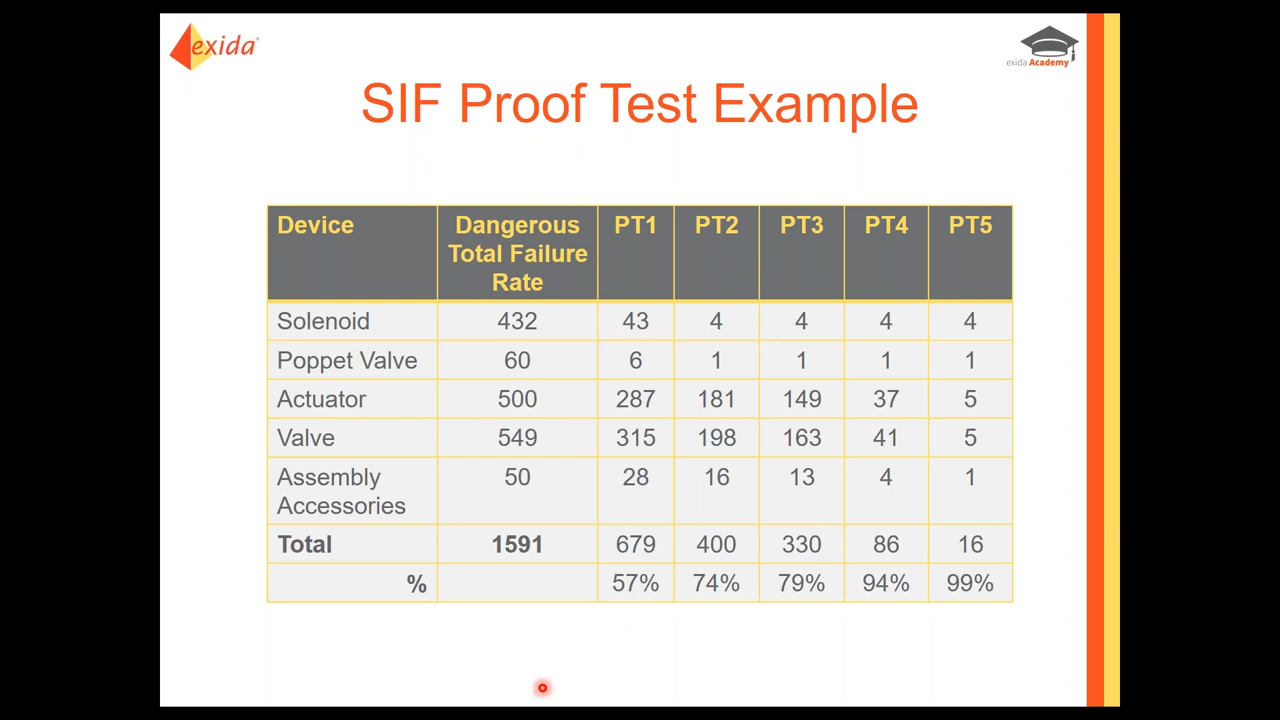 exida
exida Academy
SIF Proof Test Example
Device Dangerous Total Failure Rate PT1 PT2 PT3 PT4 PT5
Solenoid 432 43 4 4 4 4
Poppet Valve 60 6 1 1 1 1
Actuator 500 287 181 149 37 5
Valve 549 315 198 163 41 5
Assembly Accessories 50 28 16 13 4 1
Total 1591 679 400 330 86 16
% 57% 74% 79% 94% 99%